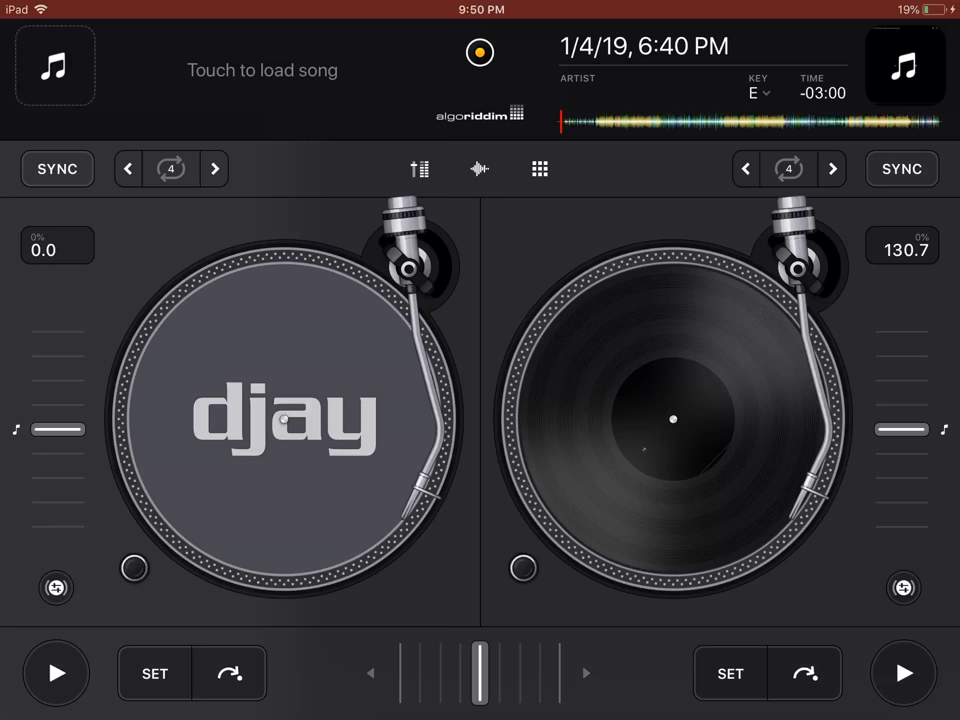 iPad
9:50 PM
19%
Touch to load song
1/4/19, 6:40 PM
ARTIST
KEY
TIME
E
-03:00
algoriddim
SYNC
4
4
SYNC
0%
0.0
0%
130.7
djay
SET
SET